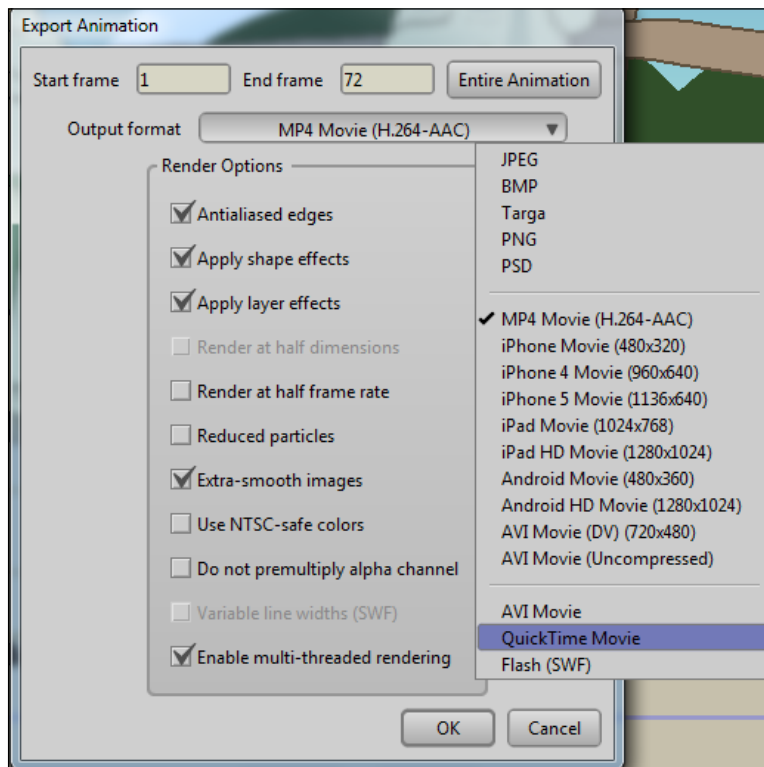 Export Animation
Start frame 1 End frame 72 Entire Animation
Output format MP4 Movie (H.264-AAC)
Render Options
Antialiased edges
Apply shape effects
Apply layer effects
Render at half dimensions
Render at half frame rate
Reduced particles
Extra-smooth images
Use NTSC-safe colors
Do not premultiply alpha channel
Variable line widths (SWF)
Enable multi-threaded rendering
JPEG
BMP
Targa
PNG
PSD
MP4 Movie (H.264-AAC)
iPhone Movie (480x320)
iPhone 4 Movie (960x640)
iPhone 5 Movie (1136x640)
iPad Movie (1024x768)
iPad HD Movie (1280x1024)
Android Movie (480x360)
Android HD Movie (1280x1024)
AVI Movie (DV) (720x480)
AVI Movie (Uncompressed)
AVI Movie
QuickTime Movie
Flash (SWF)
OK Cancel